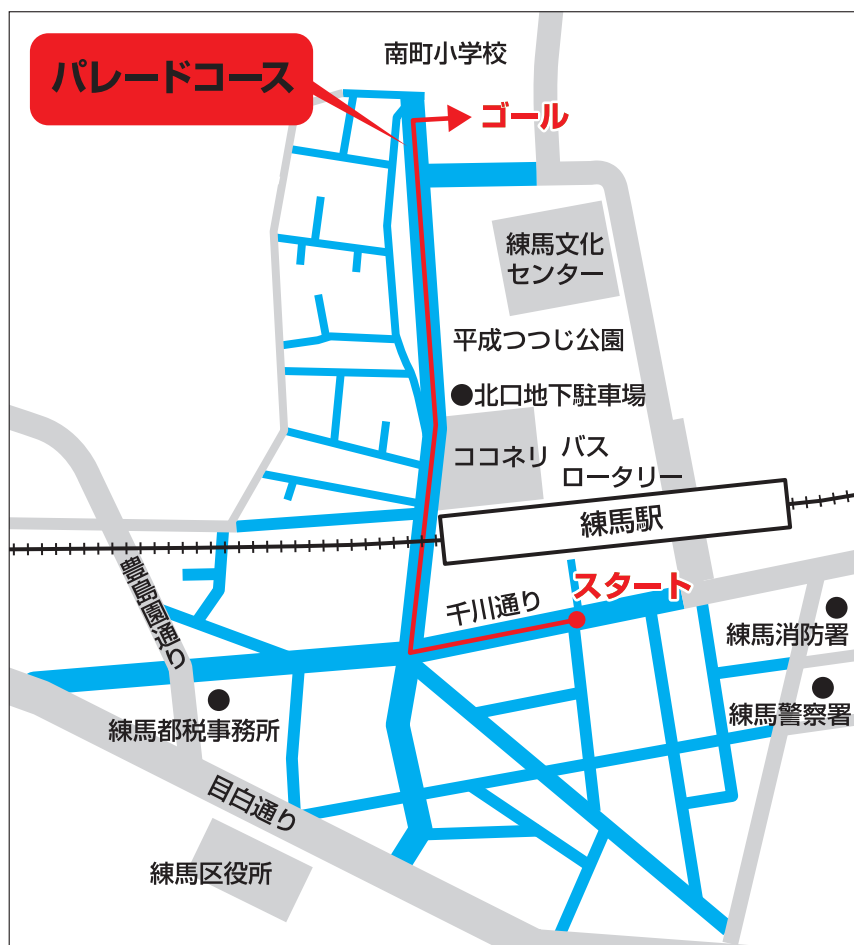 南町小学校
パレードコース
ゴール
練馬文化
センター
平成つつじ公園
●北口地下駐車場
ココネリ
バス
ロータリー
練馬駅
スタート
千川通り
豊島園通り
練馬消防署
練馬警察署
練馬都税事務所
目白通り
練馬区役所